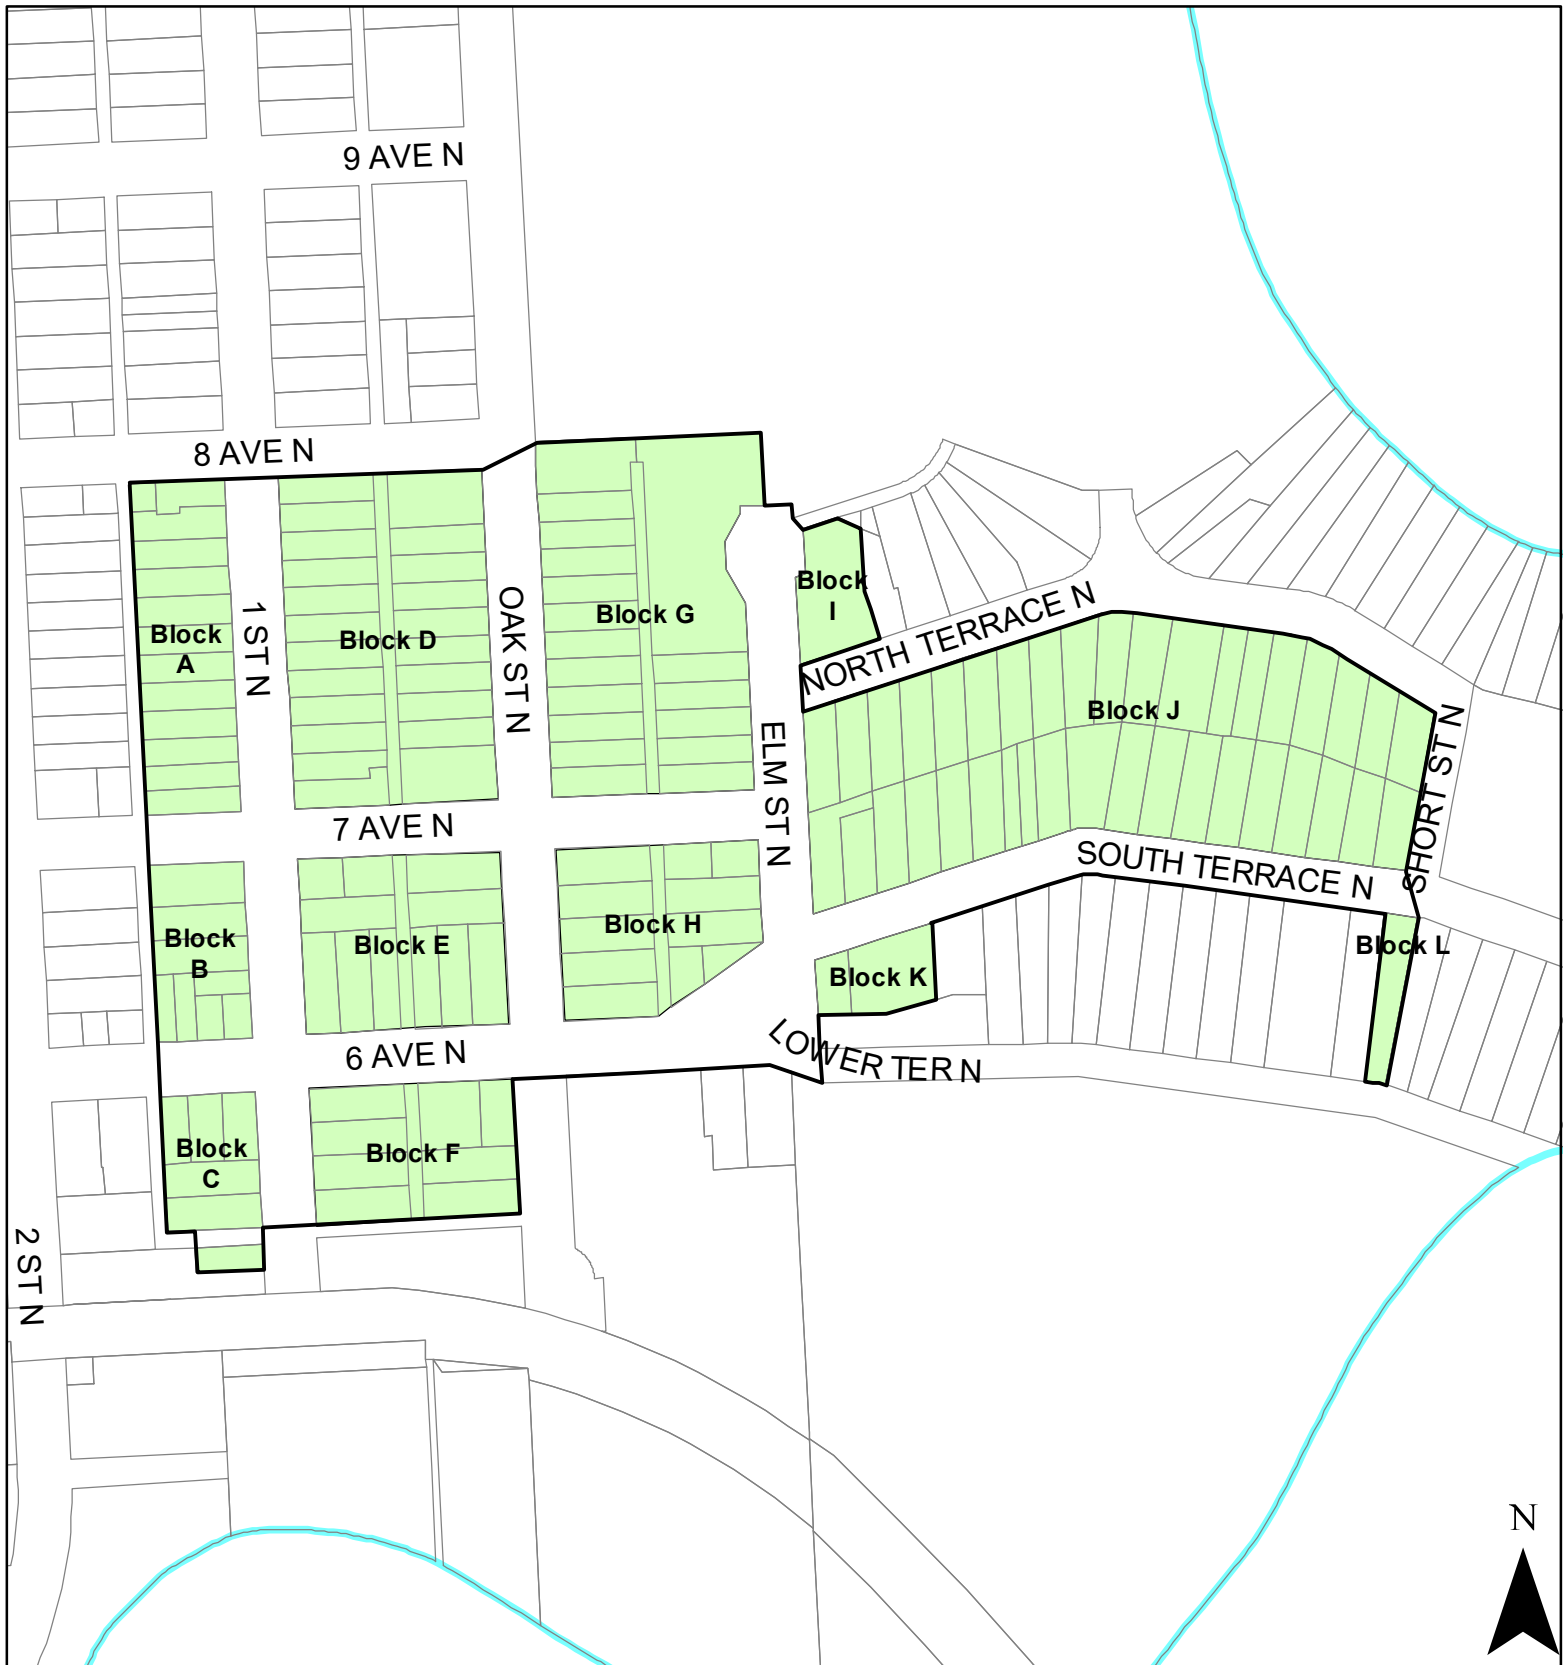 9 AVE N
8 AVE N
Block
A
1 ST N
Block D
OAK ST N
Block G
Block
I
NORTH TERRACE N
Block J
ELM ST N
SHORT ST N
7 AVE N
SOUTH TERRACE N
Block
B
Block E
Block H
Block K
Block L
6 AVE N
LOWER TER N
Block
C
Block F
2 ST N
N